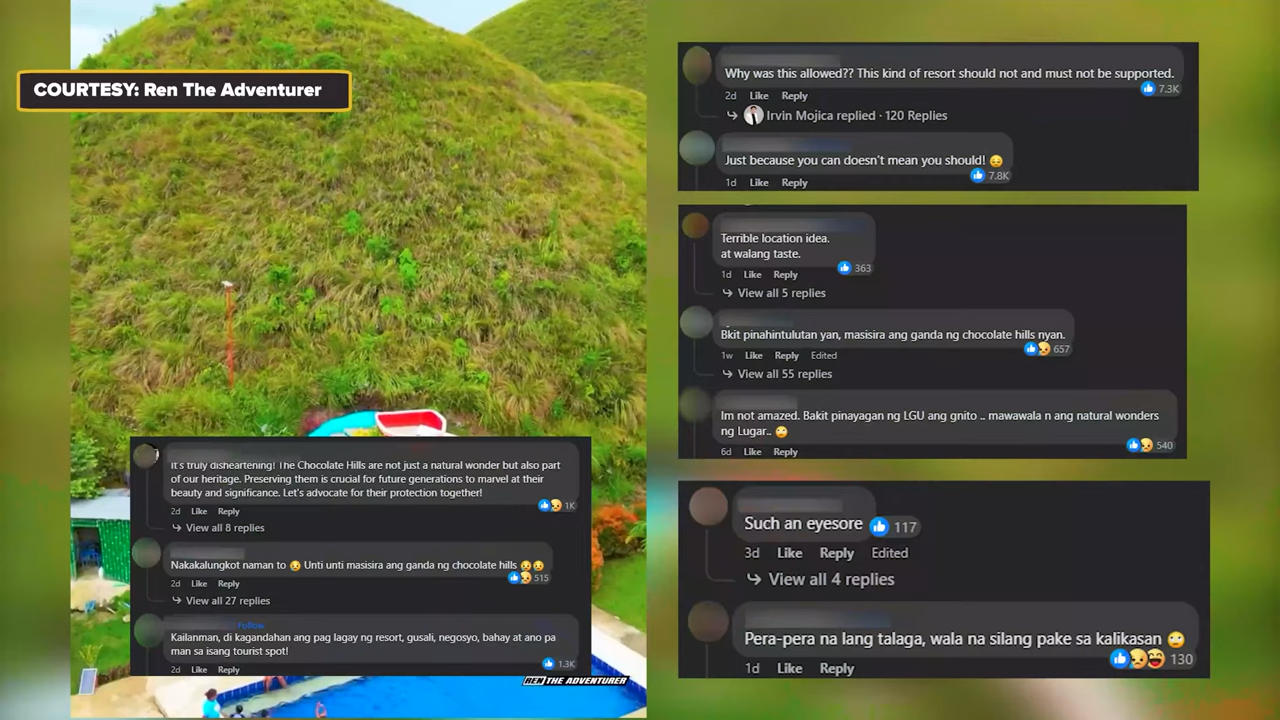 COURTESY: Ren The Adventurer
It's truly disheartening! The Chocolate Hills are not just a natural wonder but also part
of our heritage. Preserving them is crucial for future generations to marvel at their
beauty and significance. Let's advocate for their protection together!
1K
2d Like Reply
View all 8 replies
Nakakalungkot naman to 😢 Unti unti masisira ang ganda ng chocolate hills 😢😢
515
2d Like Reply
View all 27 replies
Follow
Kailanman, di kagandahan ang pag lagay ng resort, gusali, negosyo, bahay at ano pa
man sa isang tourist spot!
1.3K
2d Like Reply
REN THE ADVENTURER
Why was this allowed?? This kind of resort should not and must not be supported.
7.3K
2d Like Reply
Irvin Mojica replied · 120 Replies
Just because you can doesn't mean you should! 😔
7.8K
1d Like Reply
Terrible location idea.
at walang taste.
363
1d Like Reply
View all 5 replies
Bkit pinahintulutan yan, masisira ang ganda ng chocolate hills nyan.
657
1w Like Reply Edited
View all 55 replies
Im not amazed. Bakit pinayagan ng LGU ang gnito .. mawawala n ang natural wonders
ng Lugar.. 🙄
540
6d Like Reply
Such an eyesore 117
3d Like Reply Edited
View all 4 replies
Pera-pera na lang talaga, wala na silang pake sa kalikasan 🙄
130
1d Like Reply